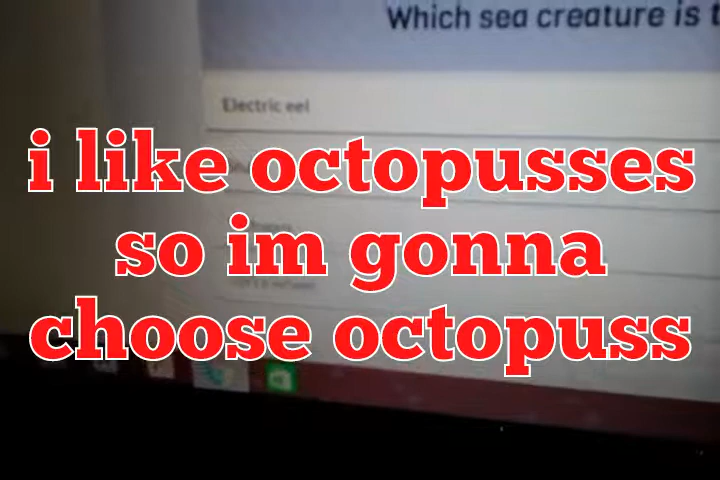 Which sea creature is t
Electric eel
i like octopusses
so im gonna
choose octopuss